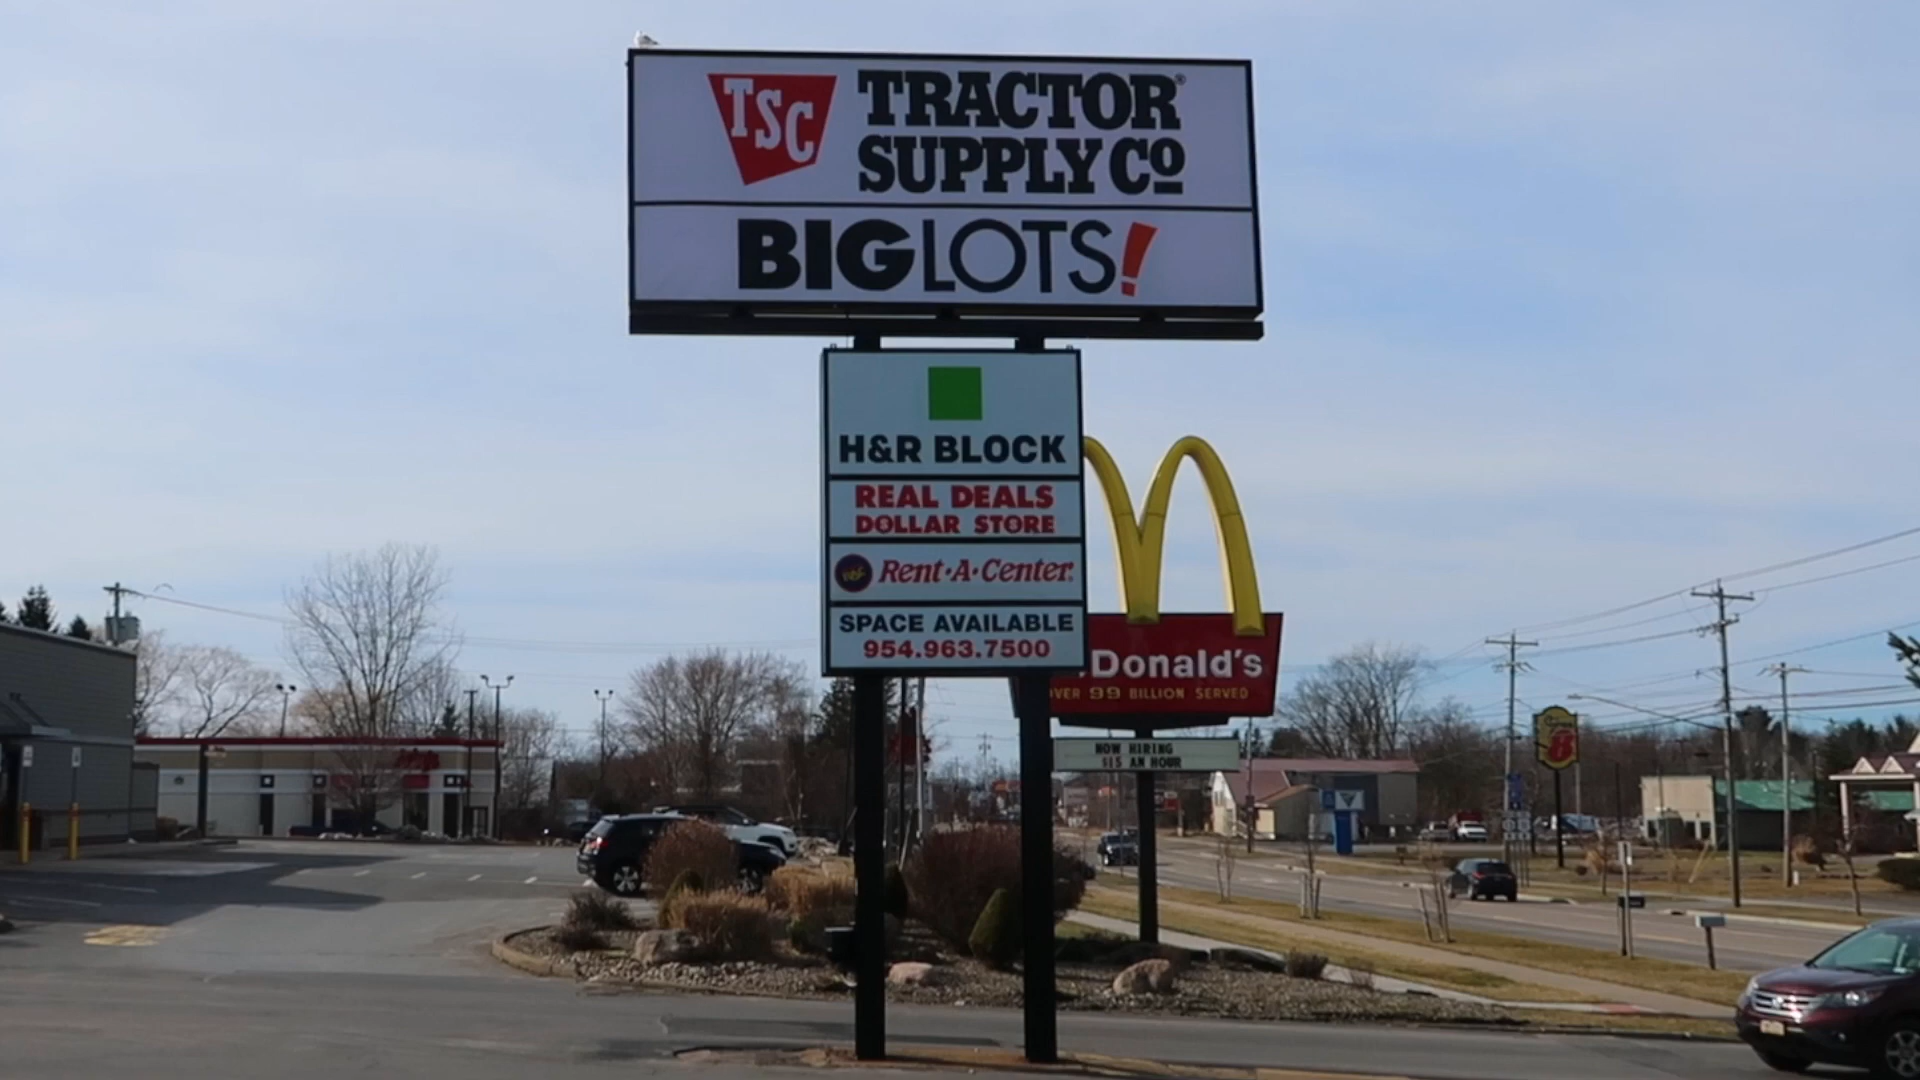 TSC
TRACTOR®
SUPPLY Co
BIG LOTS!
H&R BLOCK
REAL DEALS
DOLLAR STORE
Rent-A-Center
SPACE AVAILABLE
954.963.7500
Donald's
OVER 99 BILLION SERVED
NOW HIRING
$15 AN HOUR
8